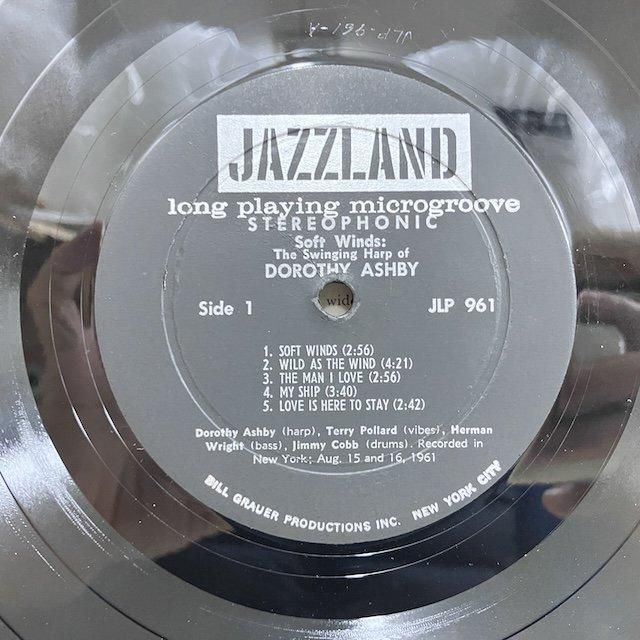 JLP-961-A
JAZZLAND
long playing microgroove
STEREOPHONIC
Soft Winds:
The Swinging Harp of
DOROTHY ASHBY
wid
Side 1
JLP 961
1. SOFT WINDS (2:56)
2. WILD AS THE WIND (4:21)
3. THE MAN I LOVE (2:56)
4. MY SHIP (3:40)
5. LOVE IS HERE TO STAY (2:42)
Dorothy Ashby (harp), Terry Pollard (vibes), Herman
Wright (bass), Jimmy Cobb (drums). Recorded in
New York; Aug. 15 and 16, 1961
BILL GRAUER PRODUCTIONS INC. NEW YORK CITY